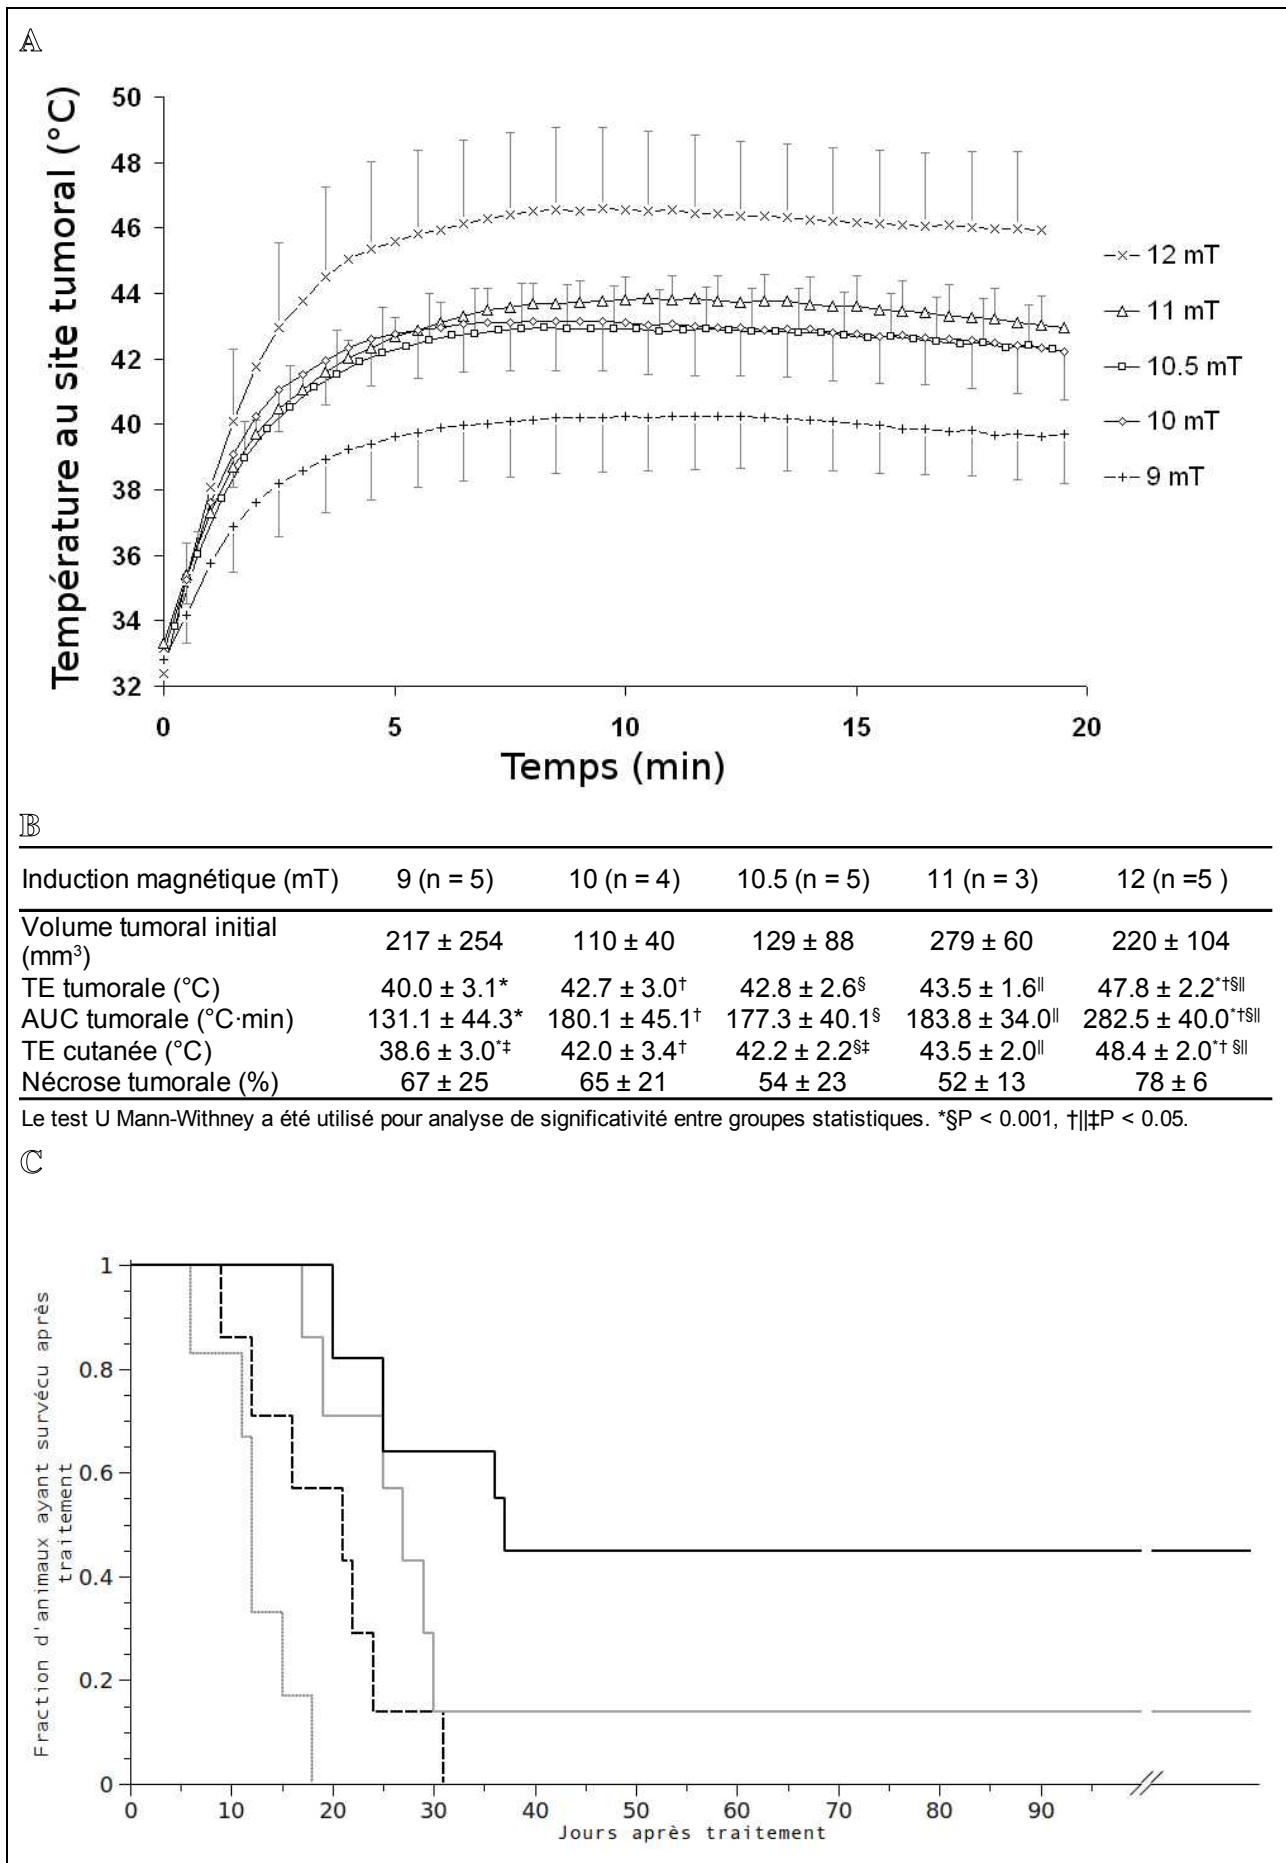 A
Température au site tumoral (°C)
50
48
46
44
42
40
38
36
34
32
0
5
10
15
20
Temps (min)
12 mT
11 mT
10.5 mT
10 mT
9 mT
B
Induction magnétique (mT) 9 (n = 5) 10 (n = 4) 10.5 (n = 5) 11 (n = 3) 12 (n =5 )
Volume tumoral initial
(mm³) 217 ± 254 110 ± 40 129 ± 88 279 ± 60 220 ± 104
TE tumorale (°C) 40.0 ± 3.1* 42.7 ± 3.0† 42.8 ± 2.6§ 43.5 ± 1.6|| 47.8 ± 2.2*†§||
AUC tumorale (°C·min) 131.1 ± 44.3* 180.1 ± 45.1† 177.3 ± 40.1§ 183.8 ± 34.0|| 282.5 ± 40.0*†§||
TE cutanée (°C) 38.6 ± 3.0*‡ 42.0 ± 3.4† 42.2 ± 2.2§‡ 43.5 ± 2.0|| 48.4 ± 2.0*† §||
Nécrose tumorale (%) 67 ± 25 65 ± 21 54 ± 23 52 ± 13 78 ± 6
Le test U Mann-Withney a été utilisé pour analyse de significativité entre groupes statistiques. *§P < 0.001, †||‡P < 0.05.
C
Fraction d'animaux ayant survécu après
traitement
1
0.8
0.6
0.4
0.2
0
0
10
20
30
40
50
60
70
80
90
Jours après traitement